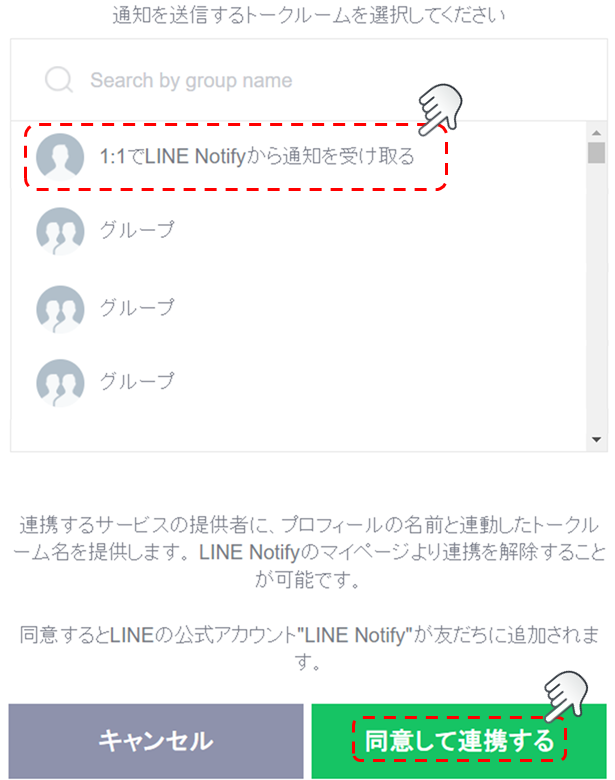 通知を送信するトークルームを選択してください
Search by group name
1:1でLINE Notifyから通知を受け取る
グループ
グループ
グループ
連携するサービスの提供者に、プロフィールの名前と連動したトークル
ーム名を提供します。LINE Notifyのマイページより連携を解除すること
が可能です。
同意するとLINEの公式アカウント"LINE Notify"が友だちに追加されま
す。
キャンセル
同意して連携する